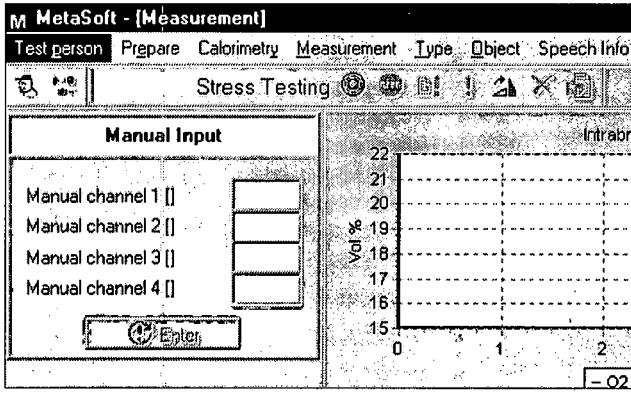 M MetaSoft - [Measurement]
Test person Prepare Calorimetry Measurement Type Object Speech Info
Stress Testing
Manual Input
Manual channel 1 []
Manual channel 2 []
Manual channel 3 []
Manual channel 4 []
Enter
Intrabr
Vol %
22
21
20
19
18
17
16
15
0 1 2
– O2